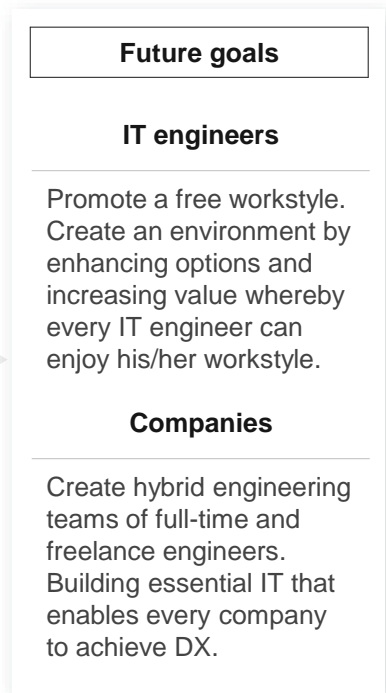 Future goals
IT engineers
Promote a free workstyle.
Create an environment by
enhancing options and
increasing value whereby
every IT engineer can
enjoy his/her workstyle.
Companies
Create hybrid engineering
teams of full-time and
freelance engineers.
Building essential IT that
enables every company
to achieve DX.